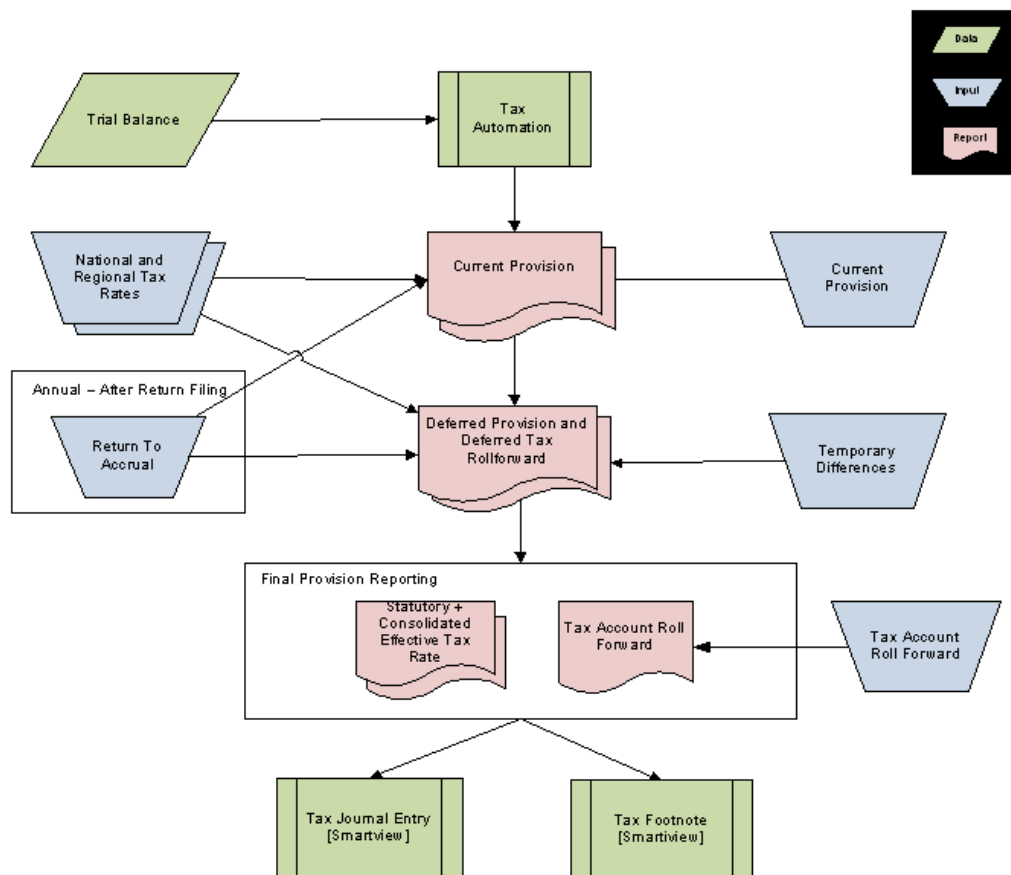 Data
Input
Report
Trial Balance
Tax
Automation
National and
Regional Tax
Rates
Current Provision
Current
Provision
Annual – After Return Filing
Return To
Accrual
Deferred Provision and
Deferred Tax
Rollforward
Temporary
Differences
Final Provision Reporting
Statutory +
Consolidated
Effective Tax
Rate
Tax Account Roll
Forward
Tax Account
Roll Forward
Tax Journal Entry
[Smartview]
Tax Footnote
[Smartiview]